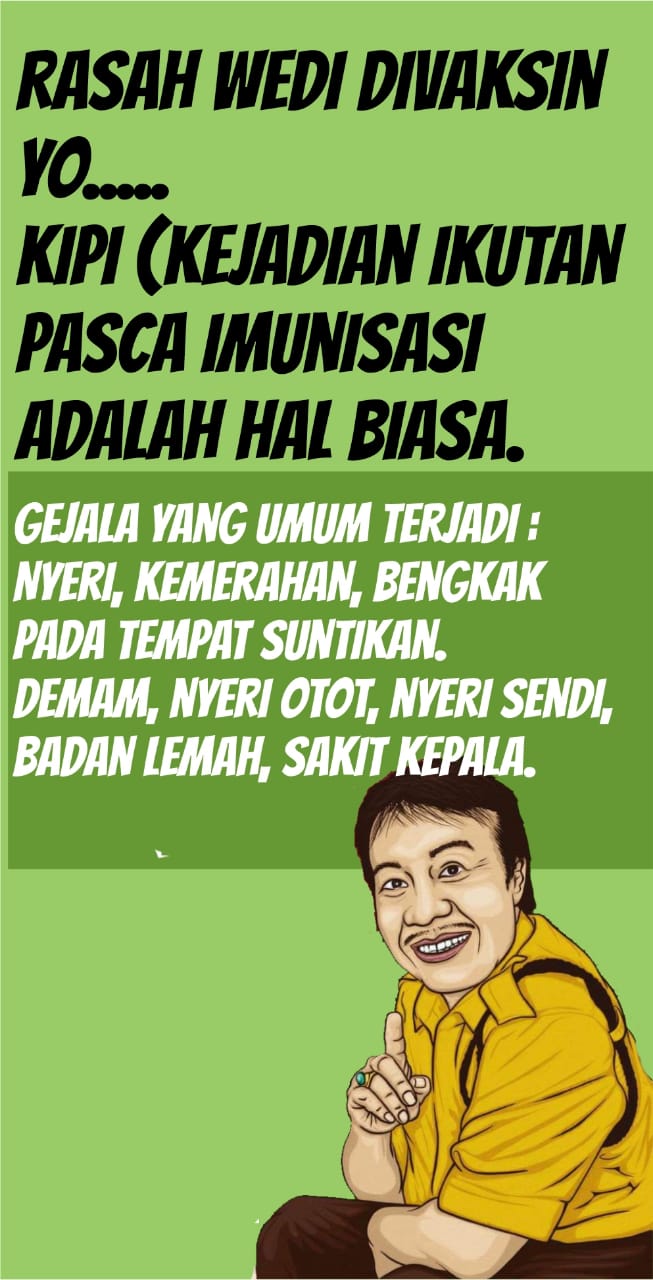 RASAH WEDI DIVAKSIN
YO.....
KIPI (KEJADIAN IKUTAN
PASCA IMUNISASI
ADALAH HAL BIASA.
GEJALA YANG UMUM TERJADI :
NYERI, KEMERAHAN, BENGKAK
PADA TEMPAT SUNTIKAN.
DEMAM, NYERI OTOT, NYERI SENDI,
BADAN LEMAH, SAKIT KEPALA.